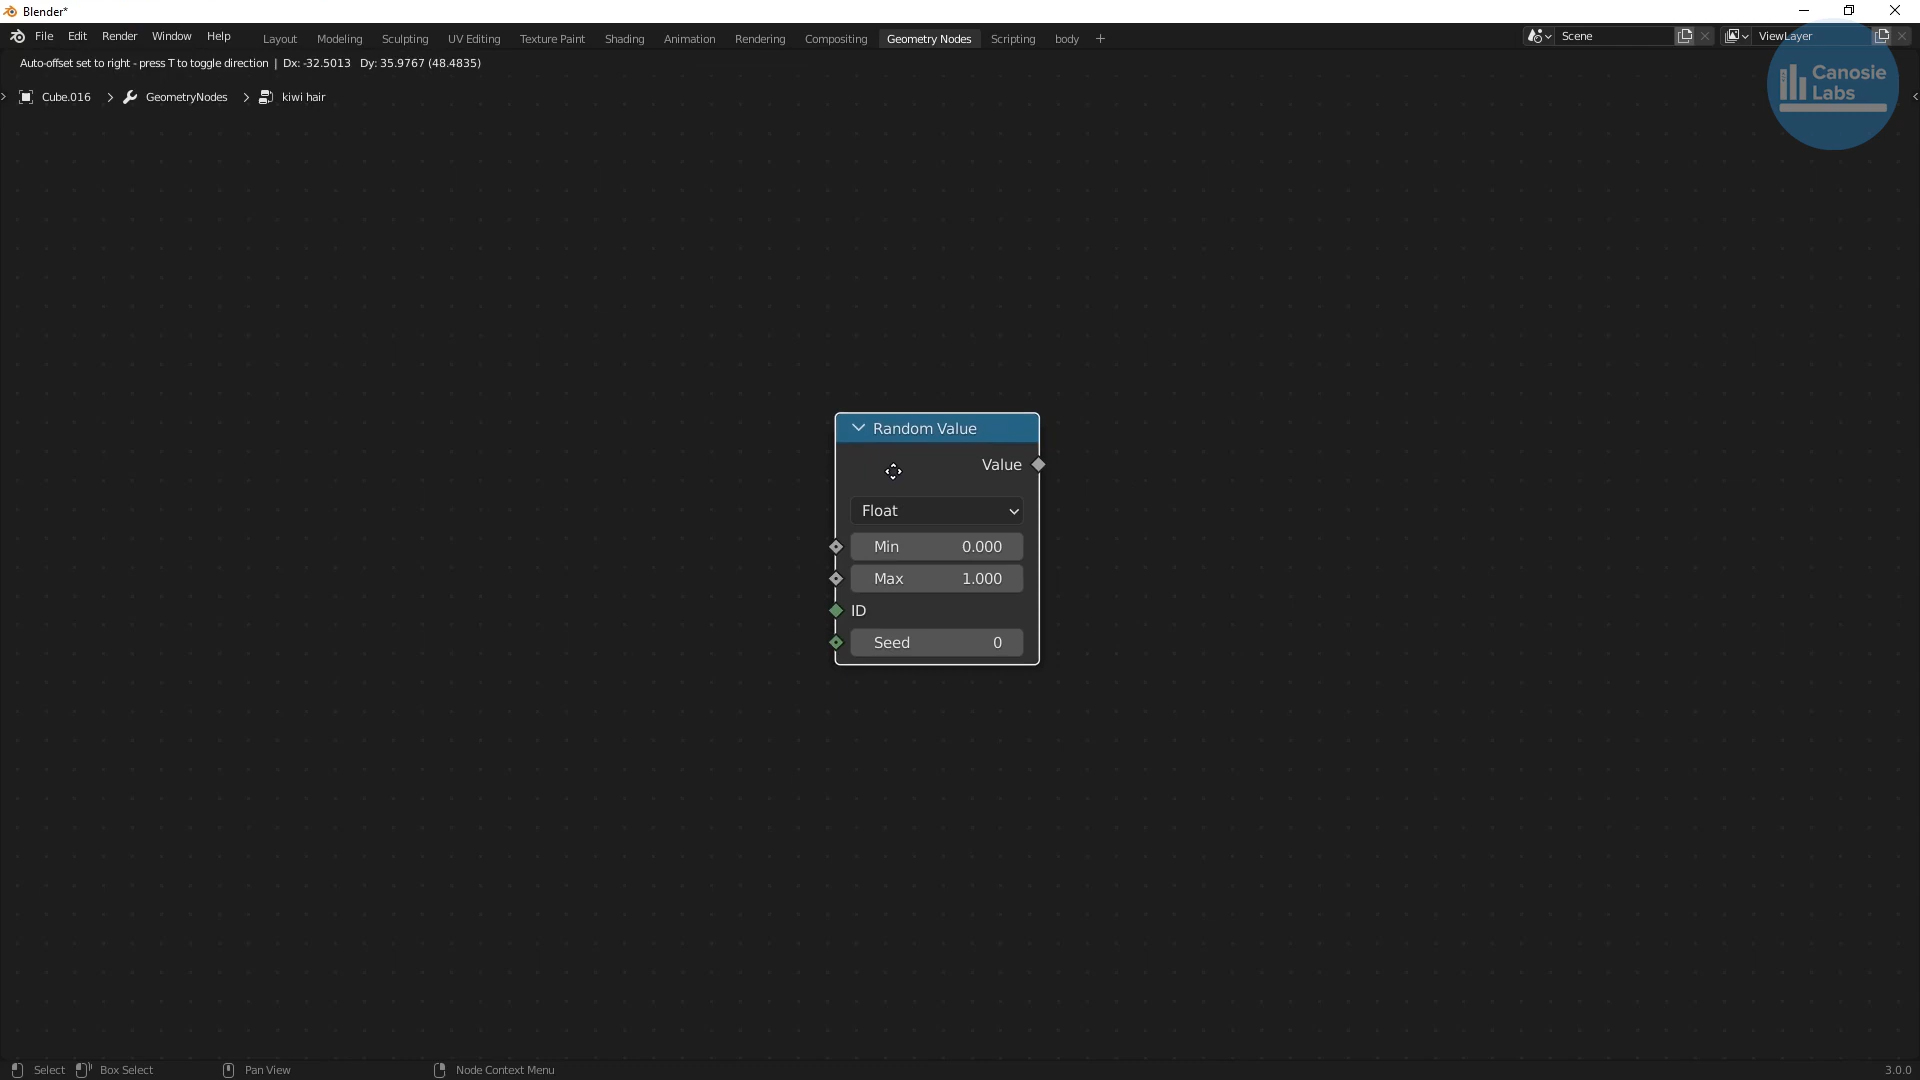 Blender*
File Edit Render Window Help Layout Modeling Sculpting UV Editing Texture Paint Shading Animation Rendering Compositing Geometry Nodes Scripting body + Scene ViewLayer
Auto-offset set to right - press T to toggle direction | Dx: -32.5013 Dy: 35.9767 (48.4835)
Canosie
Labs
Cube.016 > GeometryNodes > kiwi hair
Random Value
Value
Float
Min 0.000
Max 1.000
ID
Seed 0
Select Box Select Pan View Node Context Menu 3.0.0